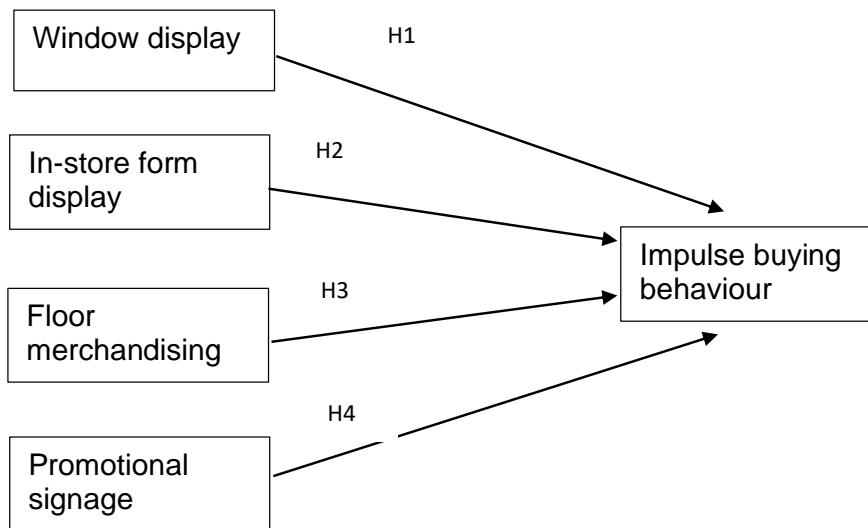 Window display
H1
In-store form
display
H2
Floor
merchandising
H3
Promotional
signage
H4
Impulse buying
behaviour